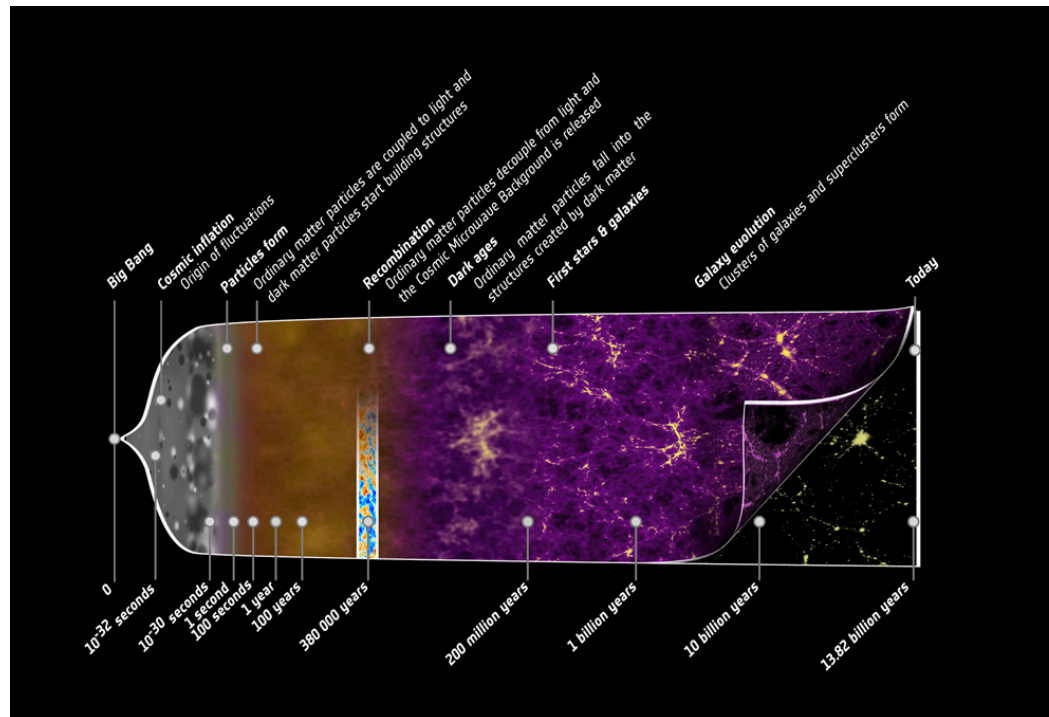 Big Bang
Cosmic inflation
Origin of fluctuations
Particles form
Ordinary matter particles are coupled to light and
dark matter particles start building structures
Recombination
Ordinary matter particles decouple from light and
the Cosmic Microwave Background is released
Dark ages
Ordinary matter particles fall into the
structures created by dark matter
First stars & galaxies
Galaxy evolution
Clusters of galaxies and superclusters form
Today
0
10-32 seconds
10-30 seconds
1 second
100 seconds
1 year
100 years
380 000 years
200 million years
1 billion years
10 billion years
13.82 billion years